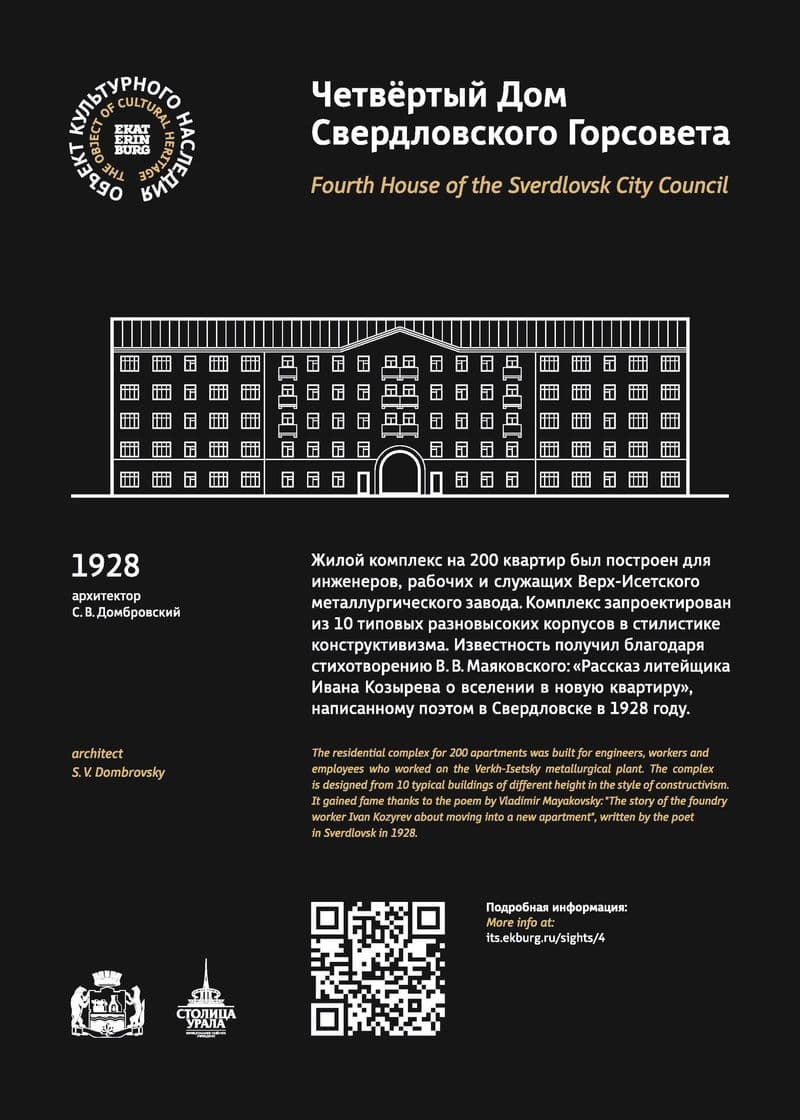 ОБЪЕКТ КУЛЬТУРНОГО НАСЛЕДИЯ
THE OBJECT OF CULTURAL HERITAGE
EKAT
ERIN
BURG
Четвёртый Дом
Свердловского Горсовета
Fourth House of the Sverdlovsk City Council
1928
архитектор
С. В. Домбровский
Жилой комплекс на 200 квартир был построен для
инженеров, рабочих и служащих Верх-Исетского
металлургического завода. Комплекс запроектирован
из 10 типовых разновысоких корпусов в стилистике
конструктивизма. Известность получил благодаря
стихотворению В. В. Маяковского: «Рассказ литейщика
Ивана Козырева о вселении в новую квартиру»,
написанному поэтом в Свердловске в 1928 году.
architect
S. V. Dombrovsky
The residential complex for 200 apartments was built for engineers, workers and
employees who worked on the Verkh-Isetsky metallurgical plant. The complex
is designed from 10 typical buildings of different height in the style of constructivism.
It gained fame thanks to the poem by Vladimir Mayakovsky: "The story of the foundry
worker Ivan Kozyrev about moving into a new apartment", written by the poet
in Sverdlovsk in 1928.
Подробная информация:
More info at:
its.ekburg.ru/sights/4
СТОЛИЦА
УРАЛА